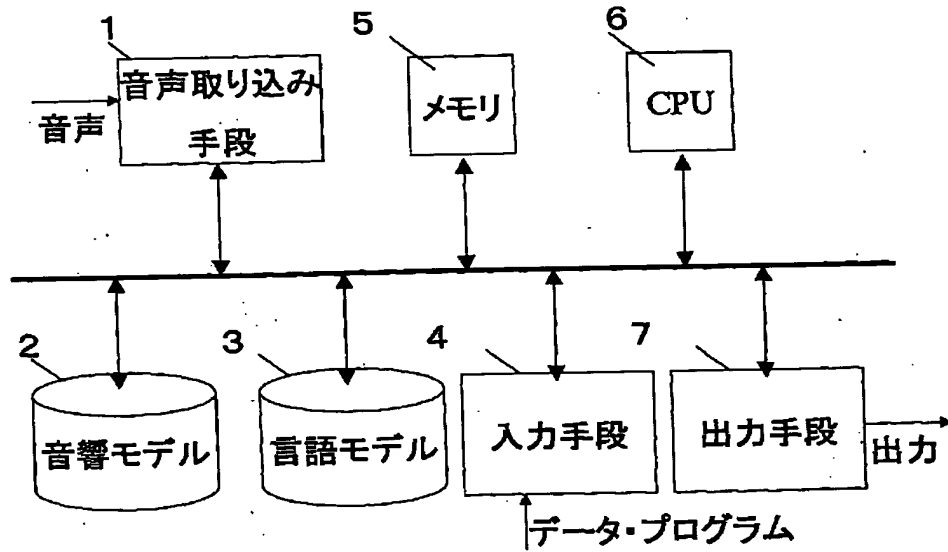 1
5
6
音声取り込み
手段
音声
メモリ
CPU
2
3
4
7
音響モデル
言語モデル
入力手段
出力手段
出力
データ・プログラム